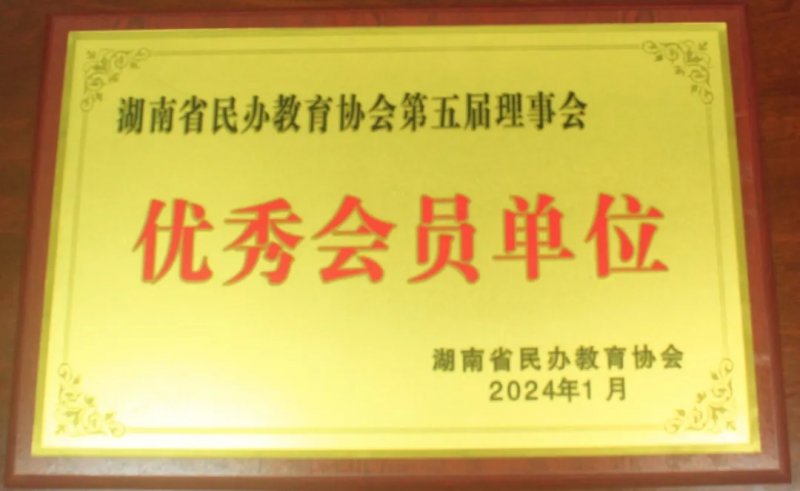 湖南省民办教育协会第五届理事会
优秀会员单位
湖南省民办教育协会
2024年1月